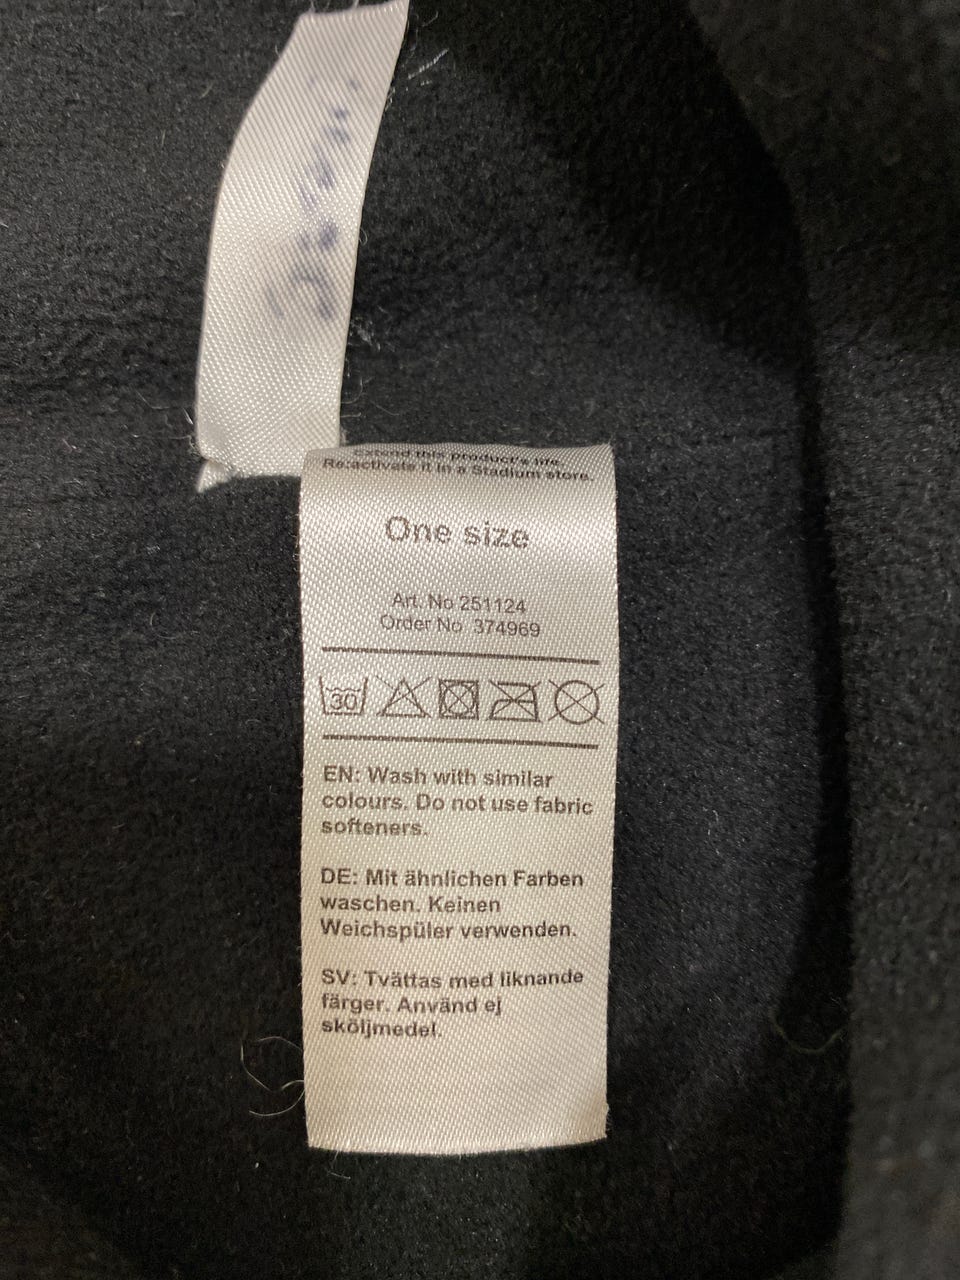 Extend this product's life.
Re:activate it in a Stadium store.
One size
Art. No 251124
Order No 374969
30
EN: Wash with similar
colours. Do not use fabric
softeners.
DE: Mit ähnlichen Farben
waschen. Keinen
Weichspüler verwenden.
SV: Tvättas med liknande
färger. Använd ej
sköljmedel.